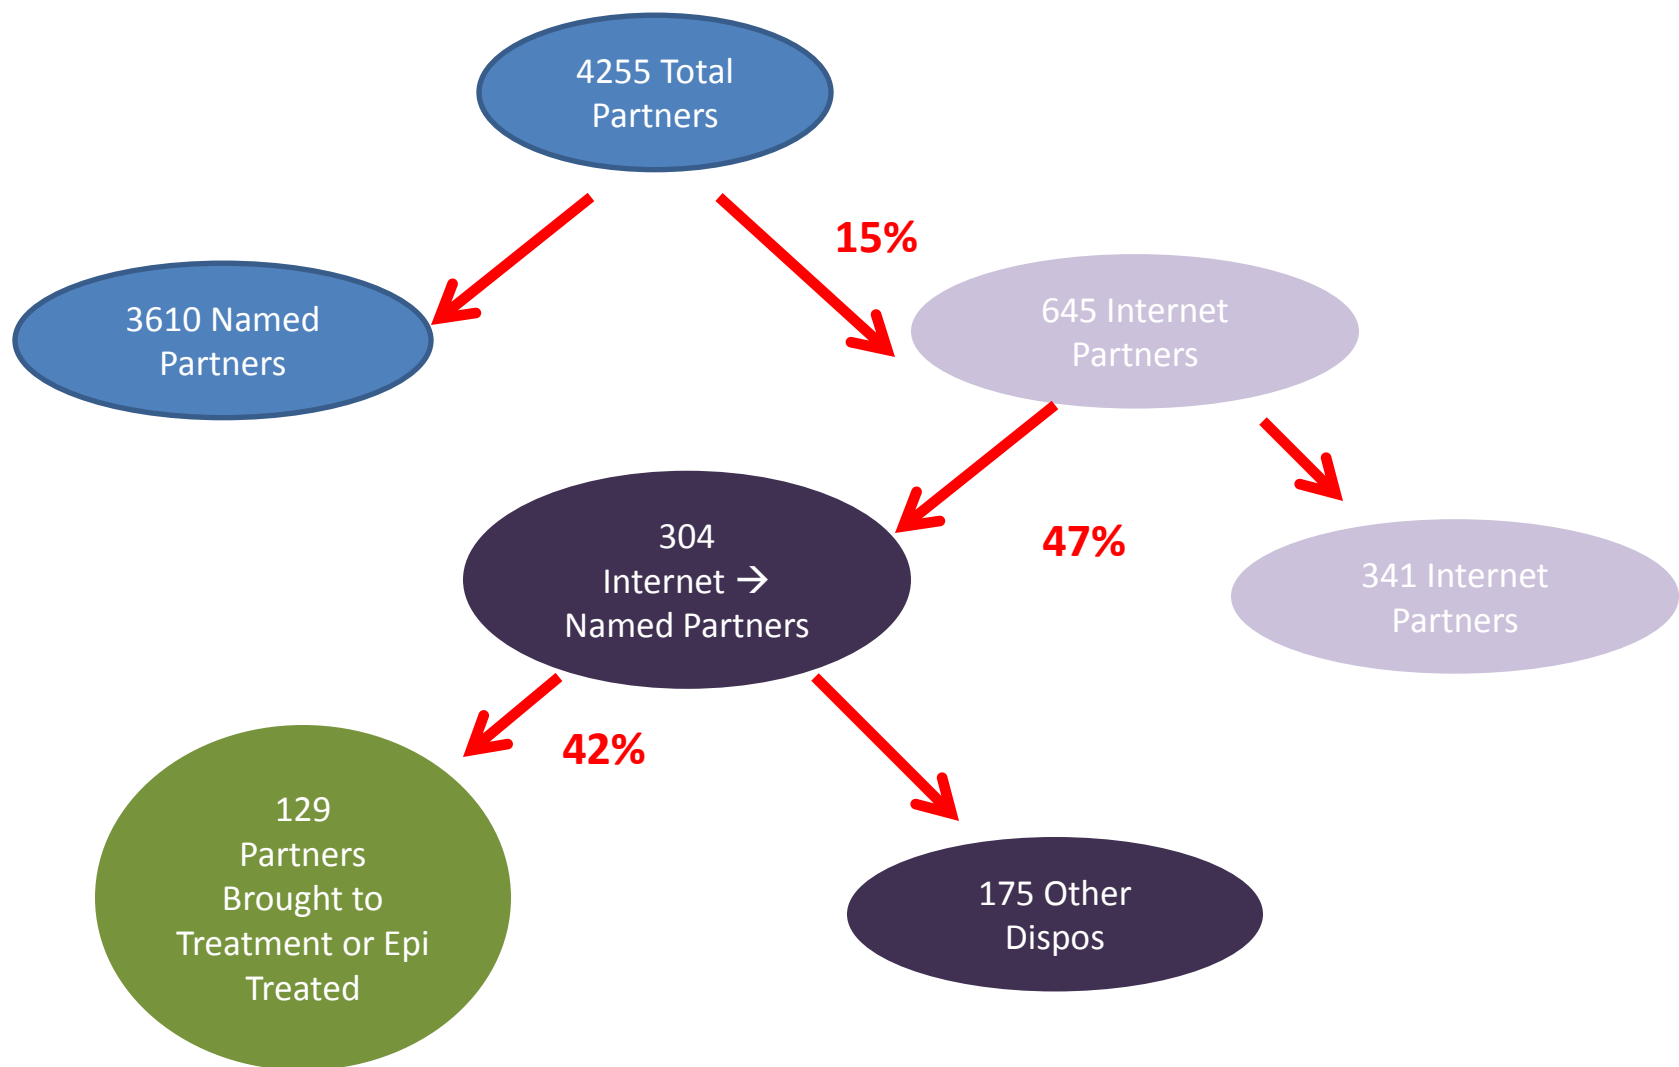 4255 Total
Partners
15%
3610 Named
Partners
645 Internet
Partners
304
Internet →
Named Partners
47%
341 Internet
Partners
42%
129
Partners
Brought to
Treatment or Epi
Treated
175 Other
Dispos